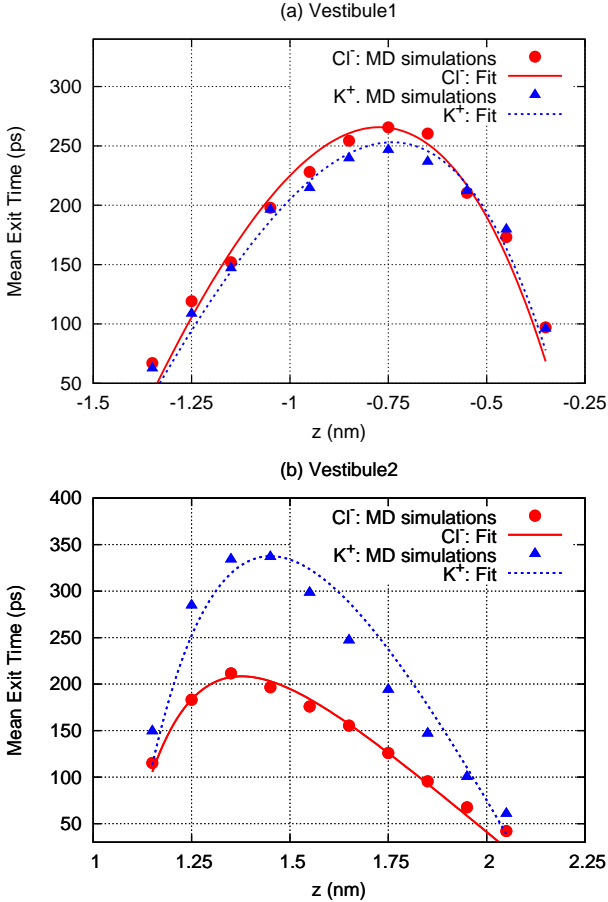 (a) Vestibule1
Cl⁻: MD simulations
Cl⁻: Fit
K⁺. MD simulations
K⁺: Fit
Mean Exit Time (ps)
350
300
250
200
150
100
50
-1.5 -1.25 -1 -0.75 -0.5 -0.25
z (nm)
(b) Vestibule2
Cl⁻: MD simulations
Cl⁻: Fit
K⁺: MD simulations
K⁺: Fit
Mean Exit Time (ps)
400
350
300
250
200
150
100
50
1 1.25 1.5 1.75 2 2.25
z (nm)